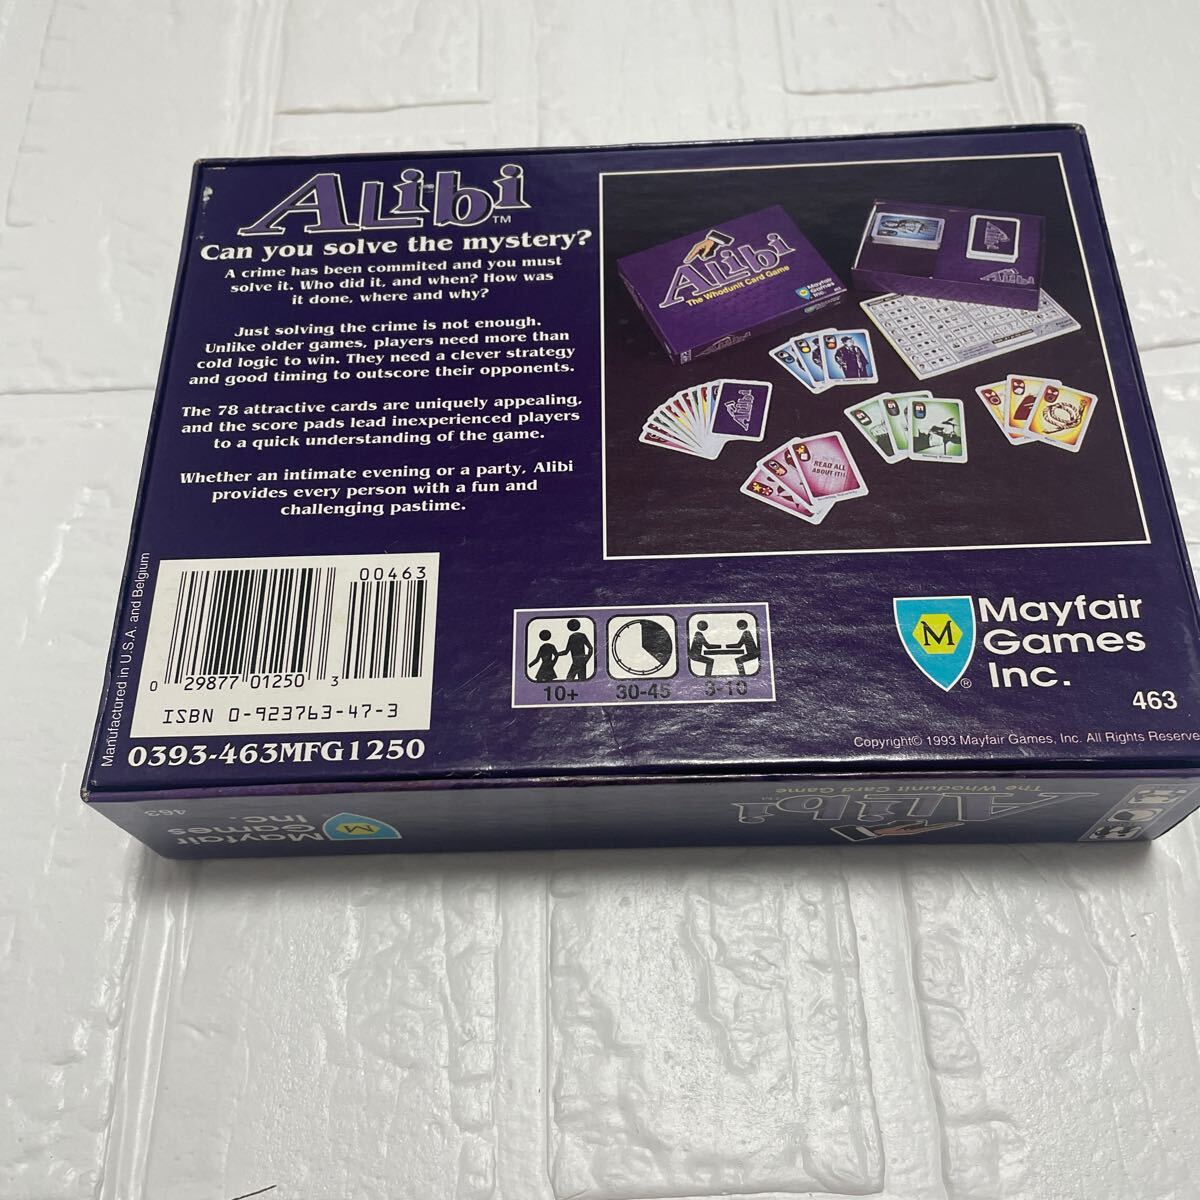 ALibi™
Can you solve the mystery?
A crime has been commited and you must
solve it. Who did it, and when? How was
it done, where and why?
Just solving the crime is not enough.
Unlike older games, players need more than
cold logic to win. They need a clever strategy
and good timing to outscore their opponents.
The 78 attractive cards are uniquely appealing,
and the score pads lead inexperienced players
to a quick understanding of the game.
Whether an intimate evening or a party, Alibi
provides every person with a fun and
challenging pastime.
ALibi
The Whodunit Card Game
Mayfair
Games
Inc.
ALibi
ALibi
READ ALL
ABOUT IT!!
Manufactured in U.S.A. and Belgium
00463
0 29877 01250 3
ISBN 0-923763-47-3
0393-463MFG1250
10+
30-45
3-10
M
Mayfair
Games
Inc.
®
463
Copyright© 1993 Mayfair Games, Inc. All Rights Reserve
463
Mayfair
Games
Inc.
M
ALibi
The Whodunit Card Game